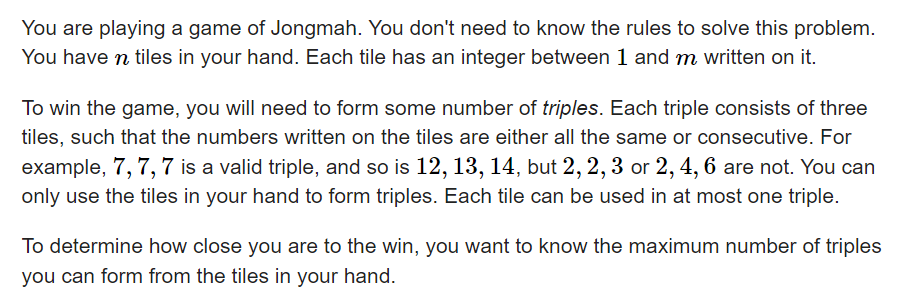 You are playing a game of Jongmah. You don't need to know the rules to solve this problem.
You have n tiles in your hand. Each tile has an integer between 1 and m written on it.
To win the game, you will need to form some number of triples. Each triple consists of three
tiles, such that the numbers written on the tiles are either all the same or consecutive. For
example, 7, 7, 7 is a valid triple, and so is 12, 13, 14, but 2, 2, 3 or 2, 4, 6 are not. You can
only use the tiles in your hand to form triples. Each tile can be used in at most one triple.
To determine how close you are to the win, you want to know the maximum number of triples
you can form from the tiles in your hand.